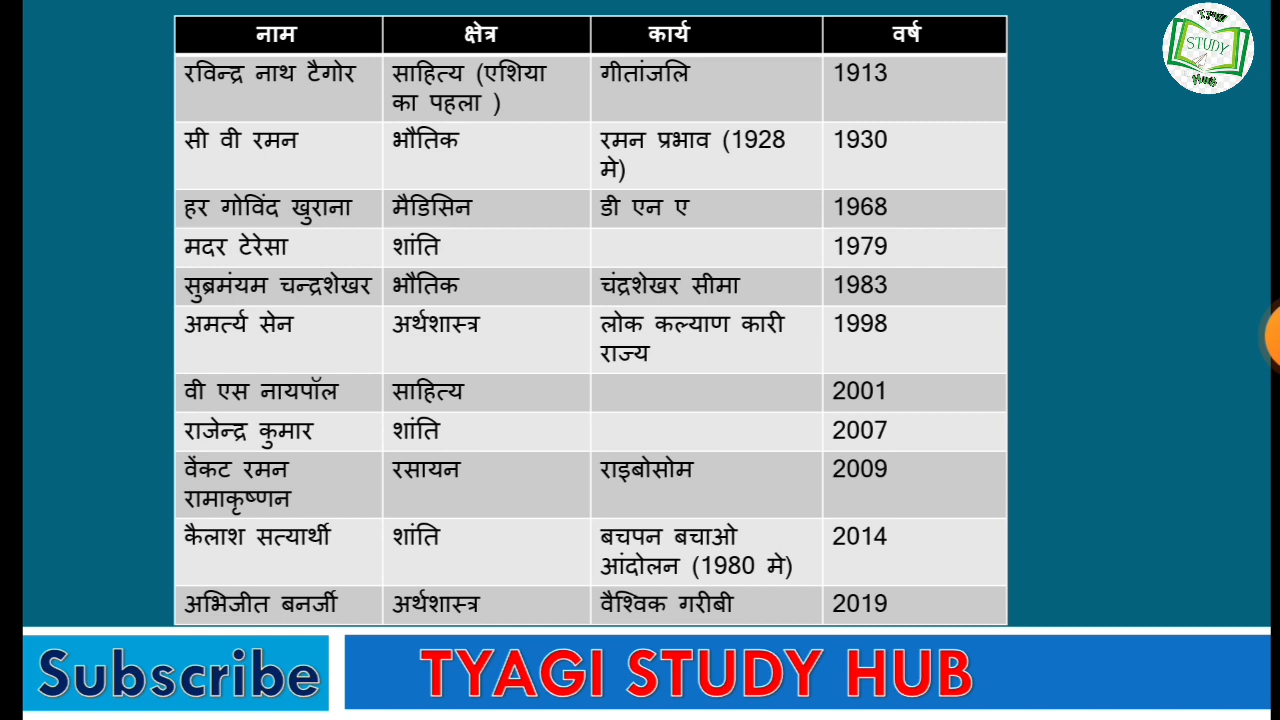 नाम क्षेत्र कार्य वर्ष
रविन्द्र नाथ टैगोर साहित्य (एशिया का पहला ) गीतांजलि 1913
सी वी रमन भौतिक रमन प्रभाव (1928 मे) 1930
हर गोविंद खुराना मैडिसिन डी एन ए 1968
मदर टेरेसा शांति 1979
सुब्रमंयम चन्द्रशेखर भौतिक चंद्रशेखर सीमा 1983
अमर्त्य सेन अर्थशास्त्र लोक कल्याण कारी राज्य 1998
वी एस नायपॉल साहित्य 2001
राजेन्द्र कुमार शांति 2007
वेंकट रमन रामाकृष्णन रसायन राइबोसोम 2009
कैलाश सत्यार्थी शांति बचपन बचाओ आंदोलन (1980 मे) 2014
अभिजीत बनर्जी अर्थशास्त्र वैश्विक गरीबी 2019
STUDY
Subscribe TYAGI STUDY HUB